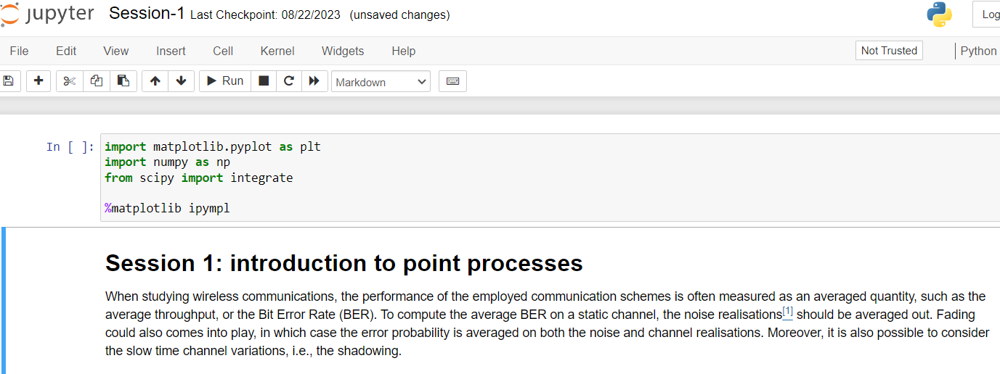 jupyter Session-1 Last Checkpoint: 08/22/2023 (unsaved changes)
Log
File Edit View Insert Cell Kernel Widgets Help Not Trusted Python
Run Markdown
In [ ]: import matplotlib.pyplot as plt
import numpy as np
from scipy import integrate
%matplotlib ipympl
Session 1: introduction to point processes
When studying wireless communications, the performance of the employed communication schemes is often measured as an averaged quantity, such as the
average throughput, or the Bit Error Rate (BER). To compute the average BER on a static channel, the noise realisations[1] should be averaged out. Fading
could also comes into play, in which case the error probability is averaged on both the noise and channel realisations. Moreover, it is also possible to consider
the slow time channel variations, i.e., the shadowing.